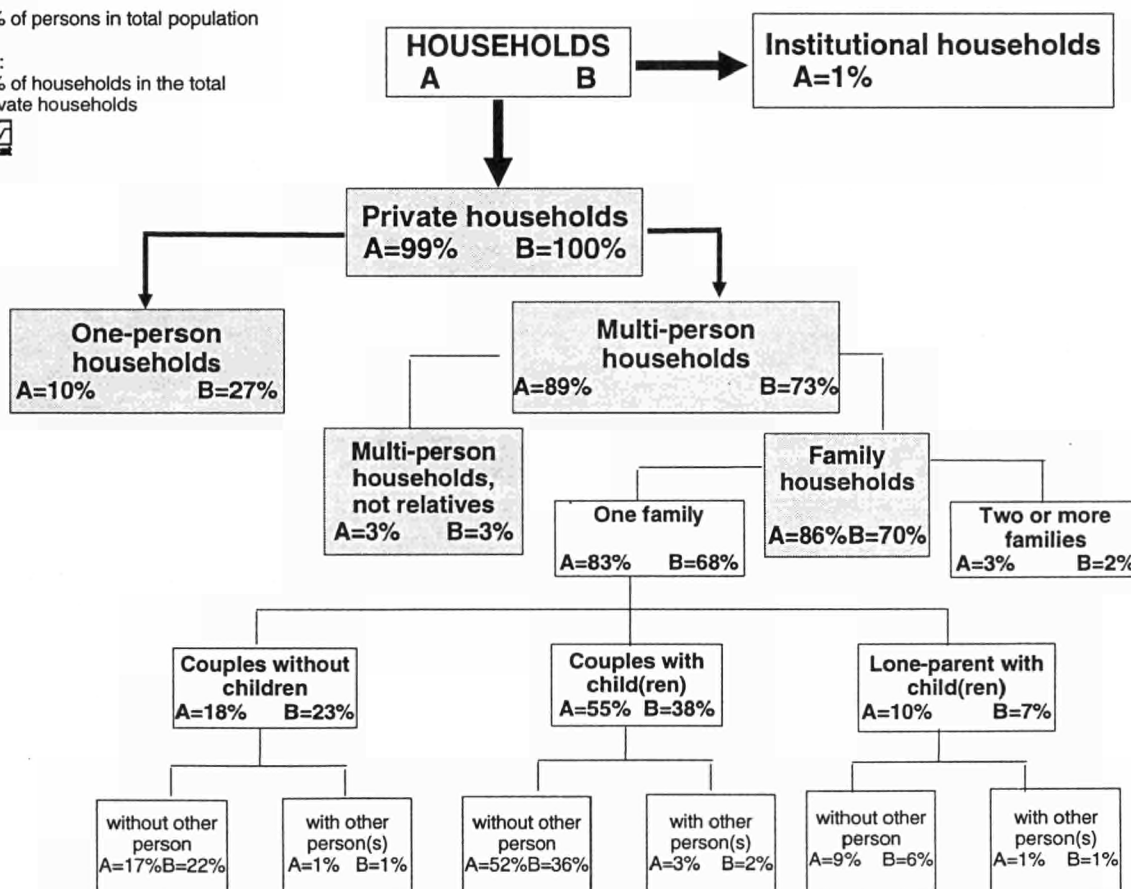 % of persons in total population
:
% of households in the total
vate households
HOUSEHOLDS
A B
Institutional households
A=1%
Private households
A=99% B=100%
One-person
households
A=10% B=27%
Multi-person
households
A=89% B=73%
Multi-person
households,
not relatives
A=3% B=3%
Family
households
A=86%B=70%
One family
A=83% B=68%
Two or more
families
A=3% B=2%
Couples without
children
A=18% B=23%
Couples with
child(ren)
A=55% B=38%
Lone-parent with
child(ren)
A=10% B=7%
without other
person
A=17%B=22%
with other
person(s)
A=1% B=1%
without other
person
A=52%B=36%
with other
person(s)
A=3% B=2%
without other
person
A=9% B=6%
with other
person(s)
A=1% B=1%